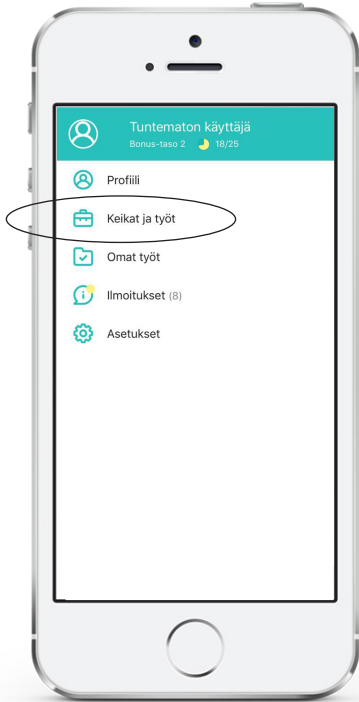 Tuntematon käyttäjä
Bonus-taso 2 18/25
Profiili
Keikat ja työt
Omat työt
Ilmoitukset (8)
Asetukset